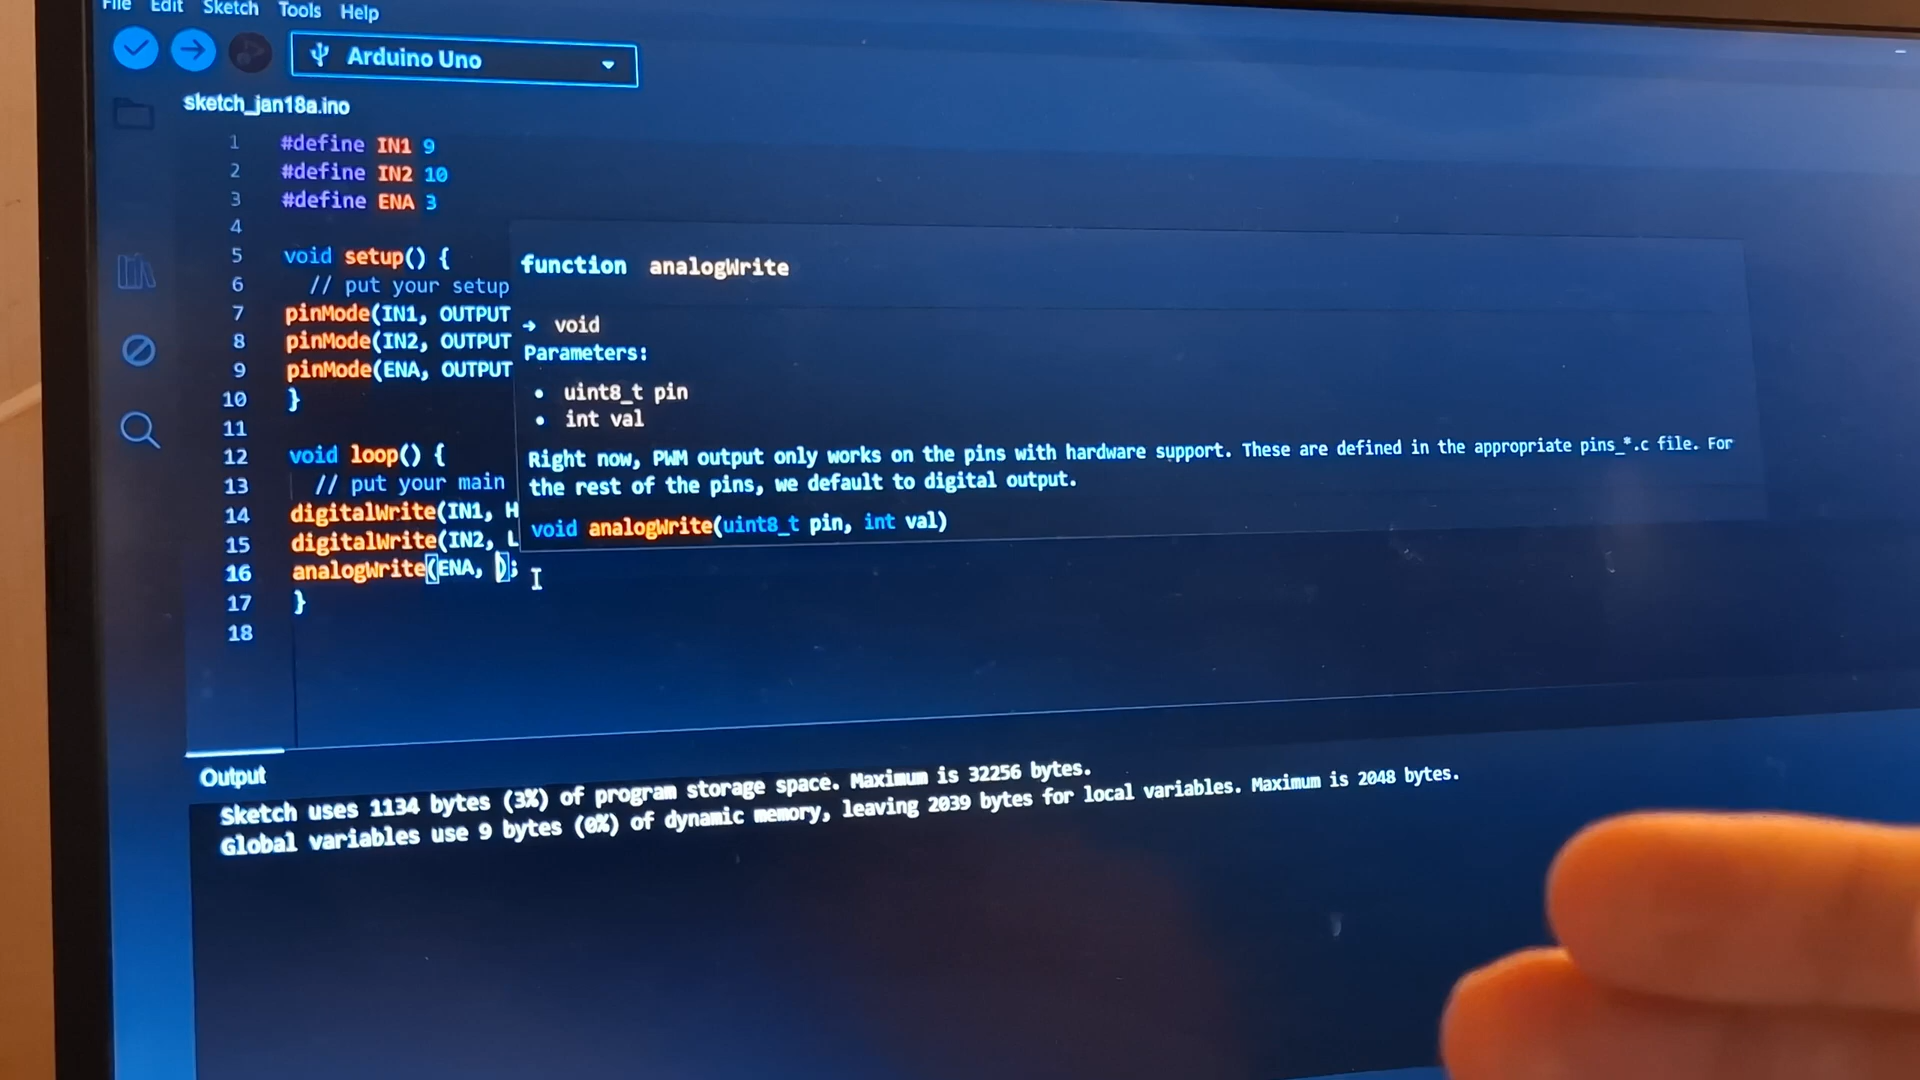 File Edit Sketch Tools Help
Arduino Uno
sketch_jan18a.ino
1 #define IN1 9
2 #define IN2 10
3 #define ENA 3
4
5 void setup() {
6 // put your setup
7 pinMode(IN1, OUTPUT
8 pinMode(IN2, OUTPUT
9 pinMode(ENA, OUTPUT
10 }
11
12 void loop() {
13 // put your main
14 digitalWrite(IN1, H
15 digitalWrite(IN2, L
16 analogWrite(ENA, );
17 }
18
function analogWrite
→ void
Parameters:
• uint8_t pin
• int val
Right now, PWM output only works on the pins with hardware support. These are defined in the appropriate pins_*.c file. For
the rest of the pins, we default to digital output.
void analogWrite(uint8_t pin, int val)
Output
Sketch uses 1134 bytes (3%) of program storage space. Maximum is 32256 bytes.
Global variables use 9 bytes (0%) of dynamic memory, leaving 2039 bytes for local variables. Maximum is 2048 bytes.